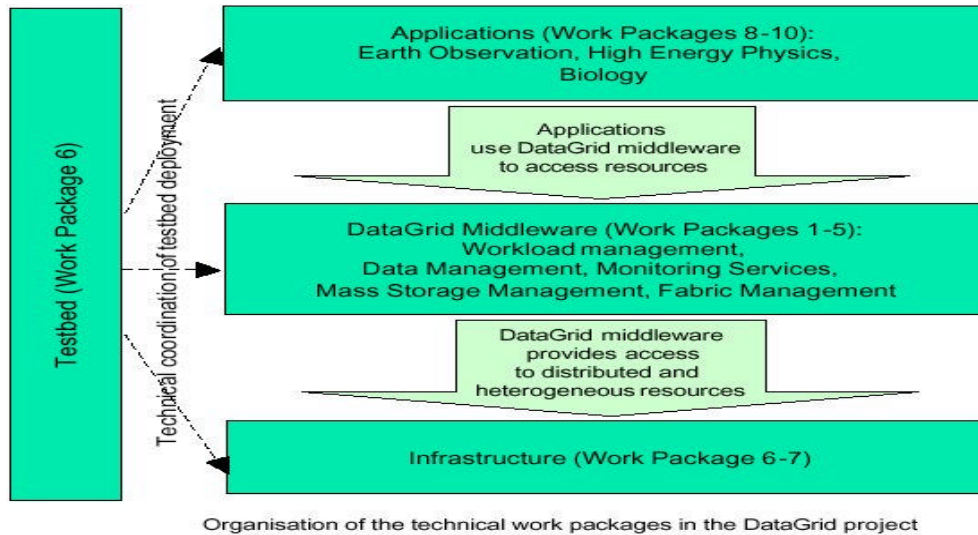 Applications (Work Packages 8-10):
Earth Observation, High Energy Physics,
Biology
Applications
use DataGrid middleware
to access resources
Testbed (Work Package 6)
Technical coordination of testbed deployment
DataGrid Middleware (Work Packages 1-5):
Workload management,
Data Management, Monitoring Services,
Mass Storage Management, Fabric Management
DataGrid middleware
provides access
to distributed and
heterogeneous resources
Infrastructure (Work Package 6-7)
Organisation of the technical work packages in the DataGrid project